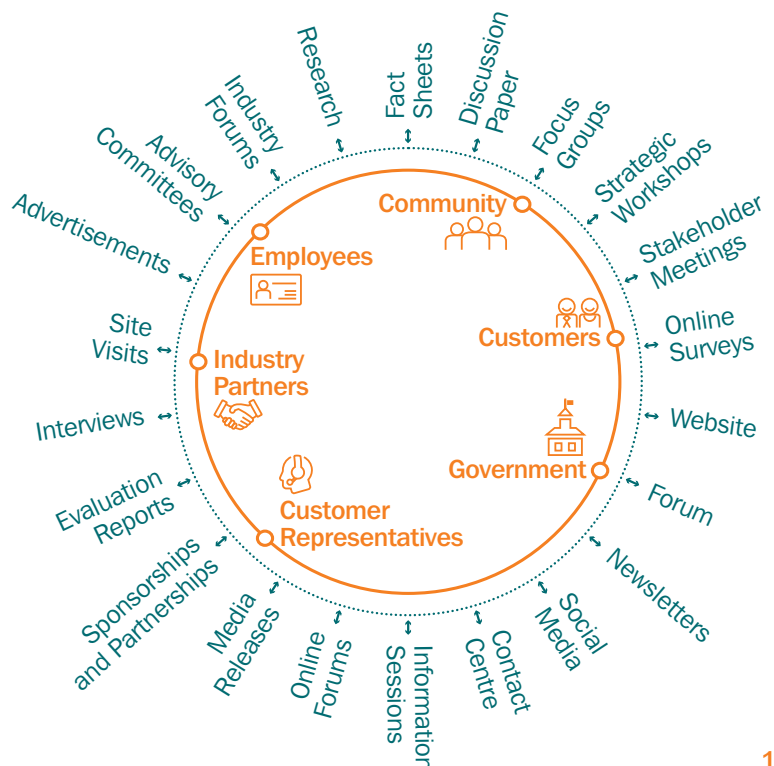 Fact
Sheets
Discussion
Paper
Focus
Groups
Strategic
Workshops
Stakeholder
Meetings
Online
Surveys
Website
Forum
Newsletters
Social
Media
Contact
Centre
Information
Sessions
Online
Forums
Media
Releases
Sponsorships
and Partnerships
Evaluation
Reports
Interviews
Site
Visits
Advertisements
Advisory
Committees
Industry
Forums
Research
Community
Customers
Government
Customer
Representatives
Industry
Partners
Employees
1